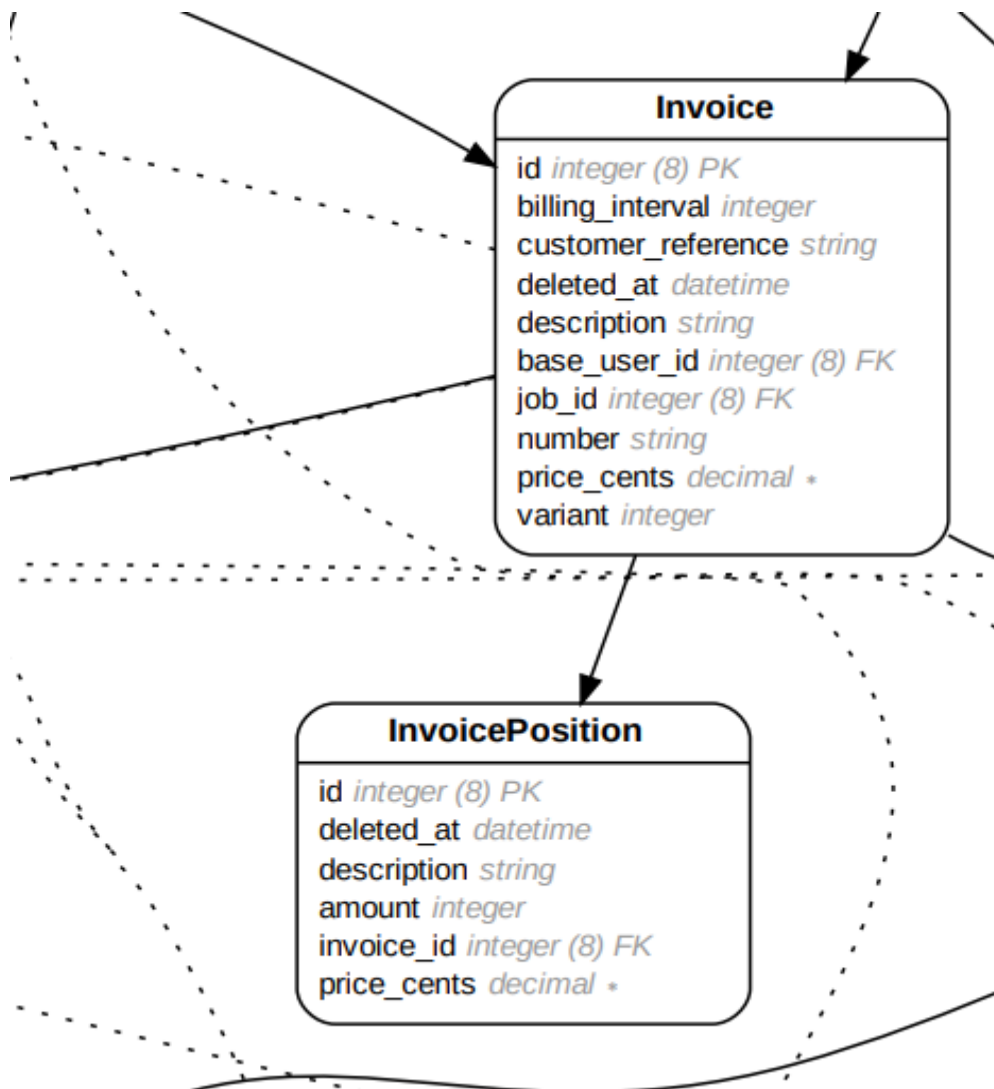 Invoice
id integer (8) PK
billing_interval integer
customer_reference string
deleted_at datetime
description string
base_user_id integer (8) FK
job_id integer (8) FK
number string
price_cents decimal *
variant integer
InvoicePosition
id integer (8) PK
deleted_at datetime
description string
amount integer
invoice_id integer (8) FK
price_cents decimal *